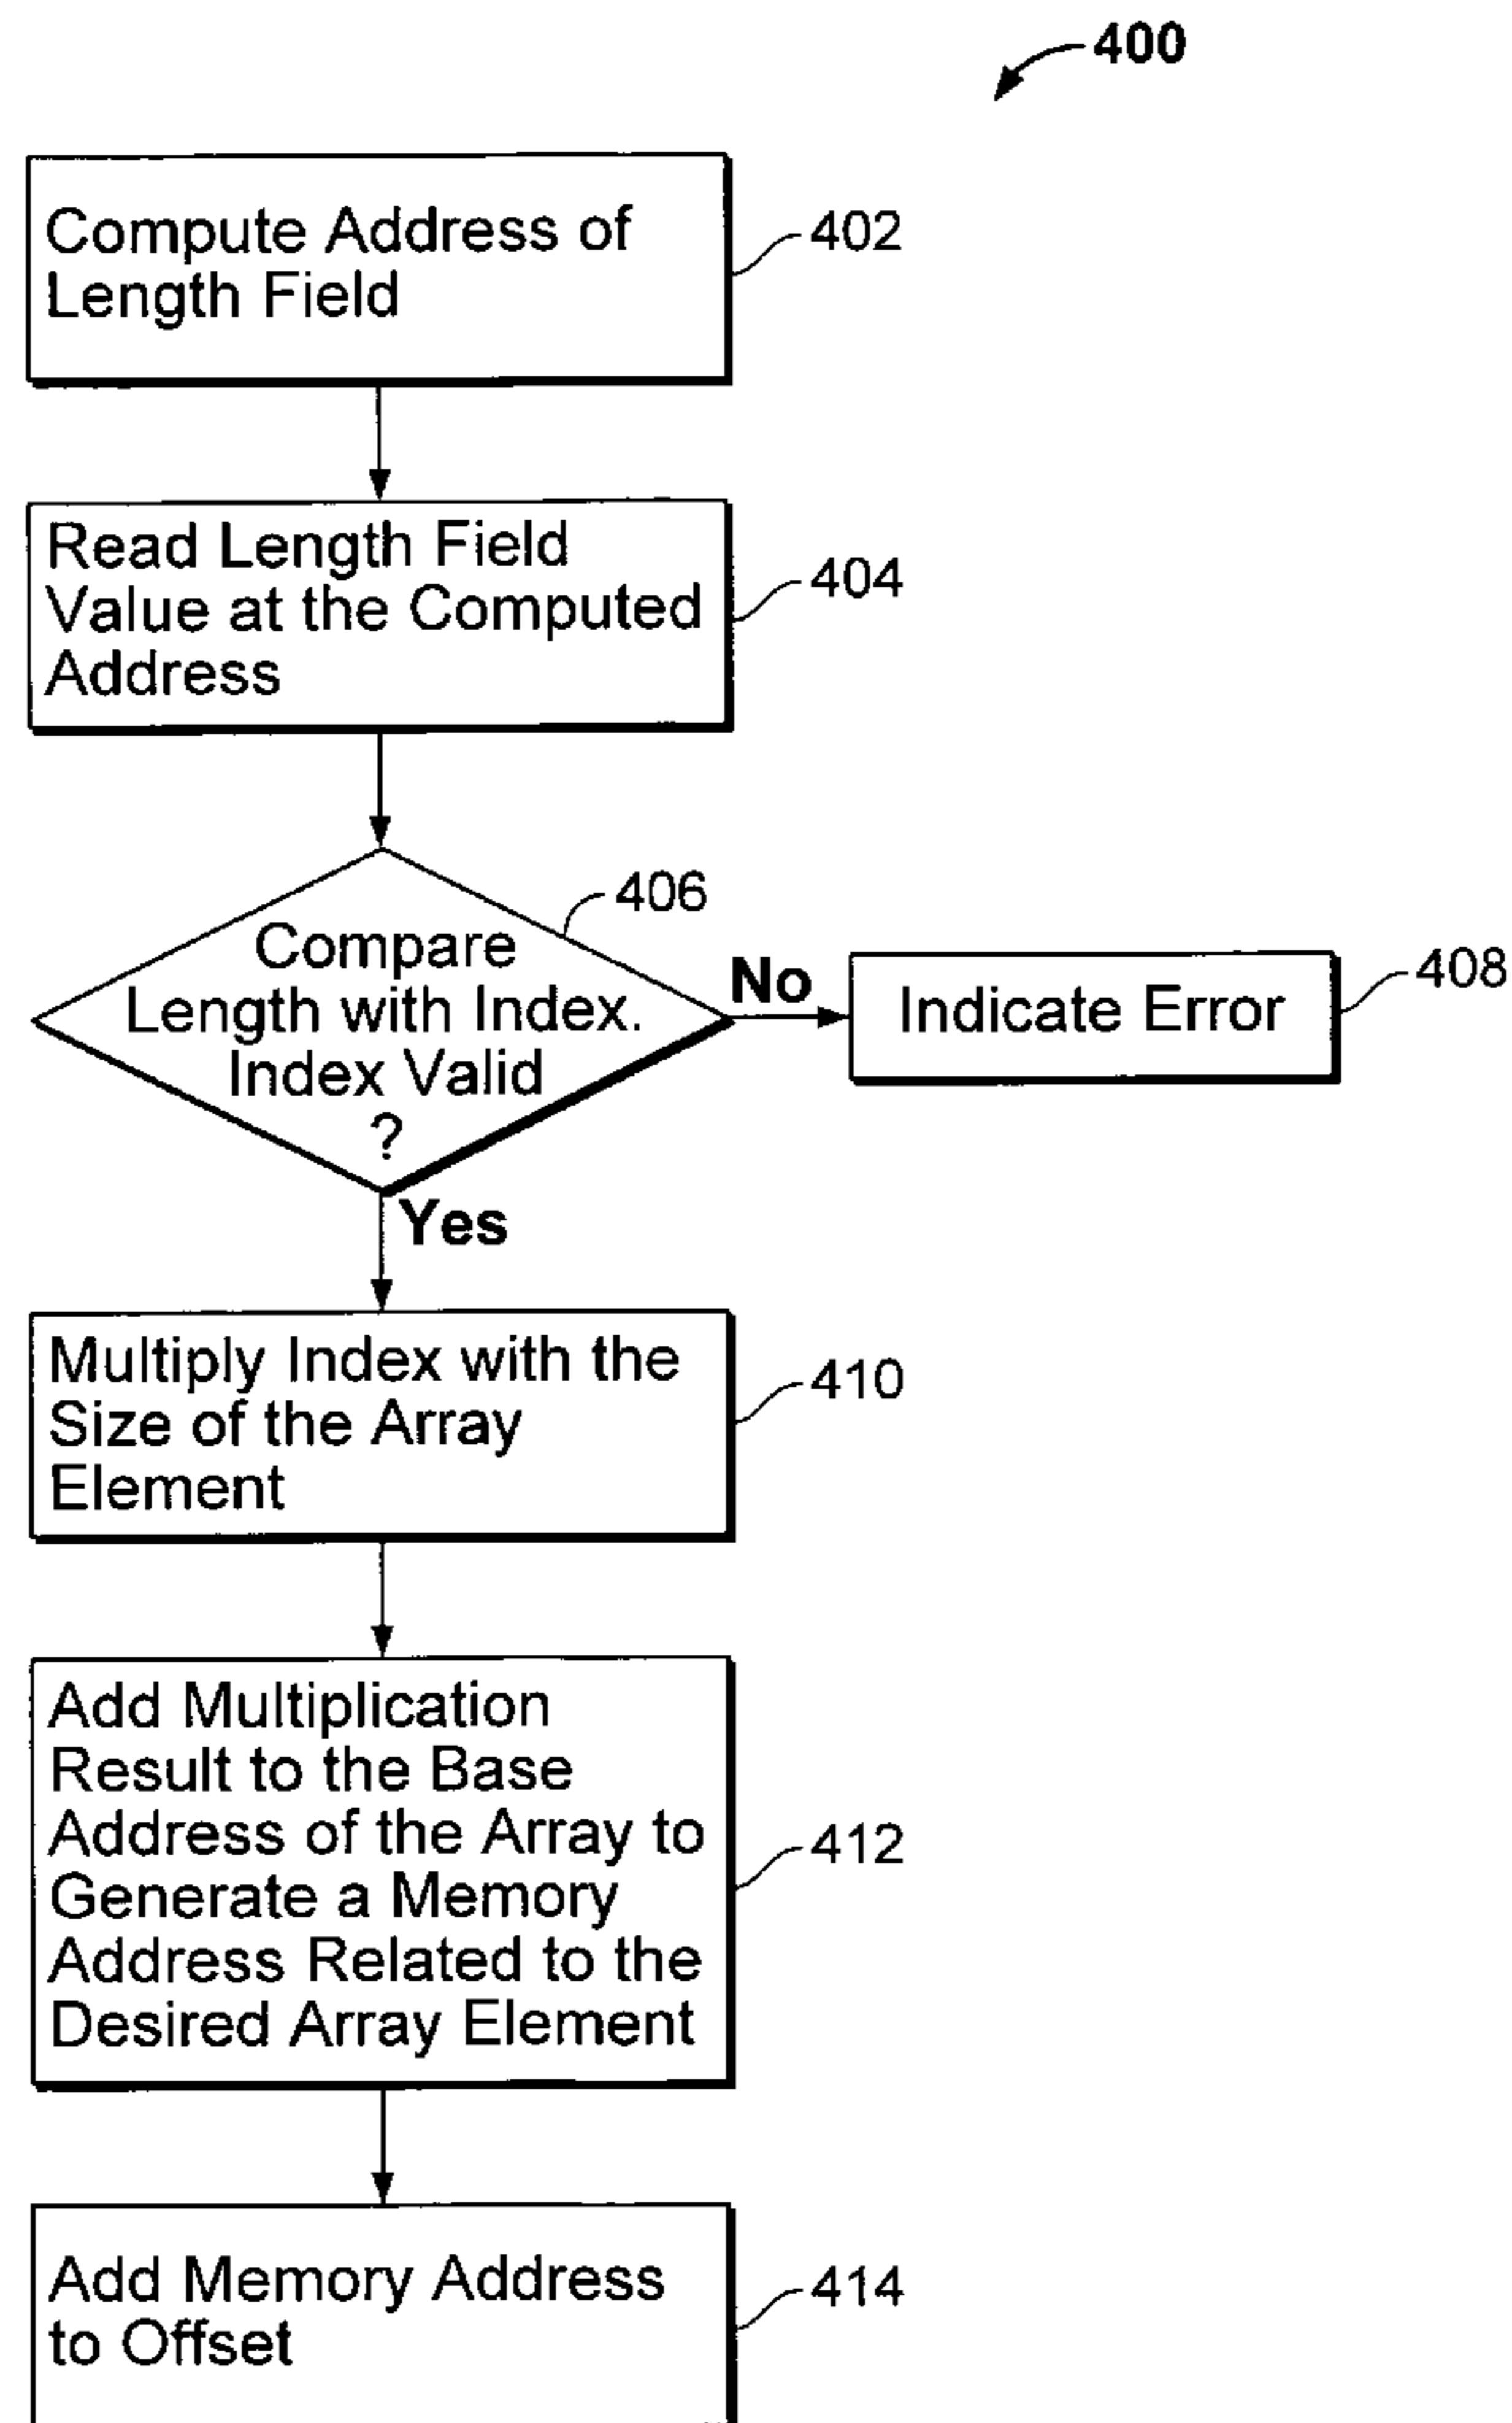 400
Compute Address of
Length Field
402
Read Length Field
Value at the Computed
Address
404
406
Compare
Length with Index.
Index Valid
?
No
Indicate Error
408
Yes
Multiply Index with the
Size of the Array
Element
410
Add Multiplication
Result to the Base
Address of the Array to
Generate a Memory
Address Related to the
Desired Array Element
412
Add Memory Address
to Offset
414